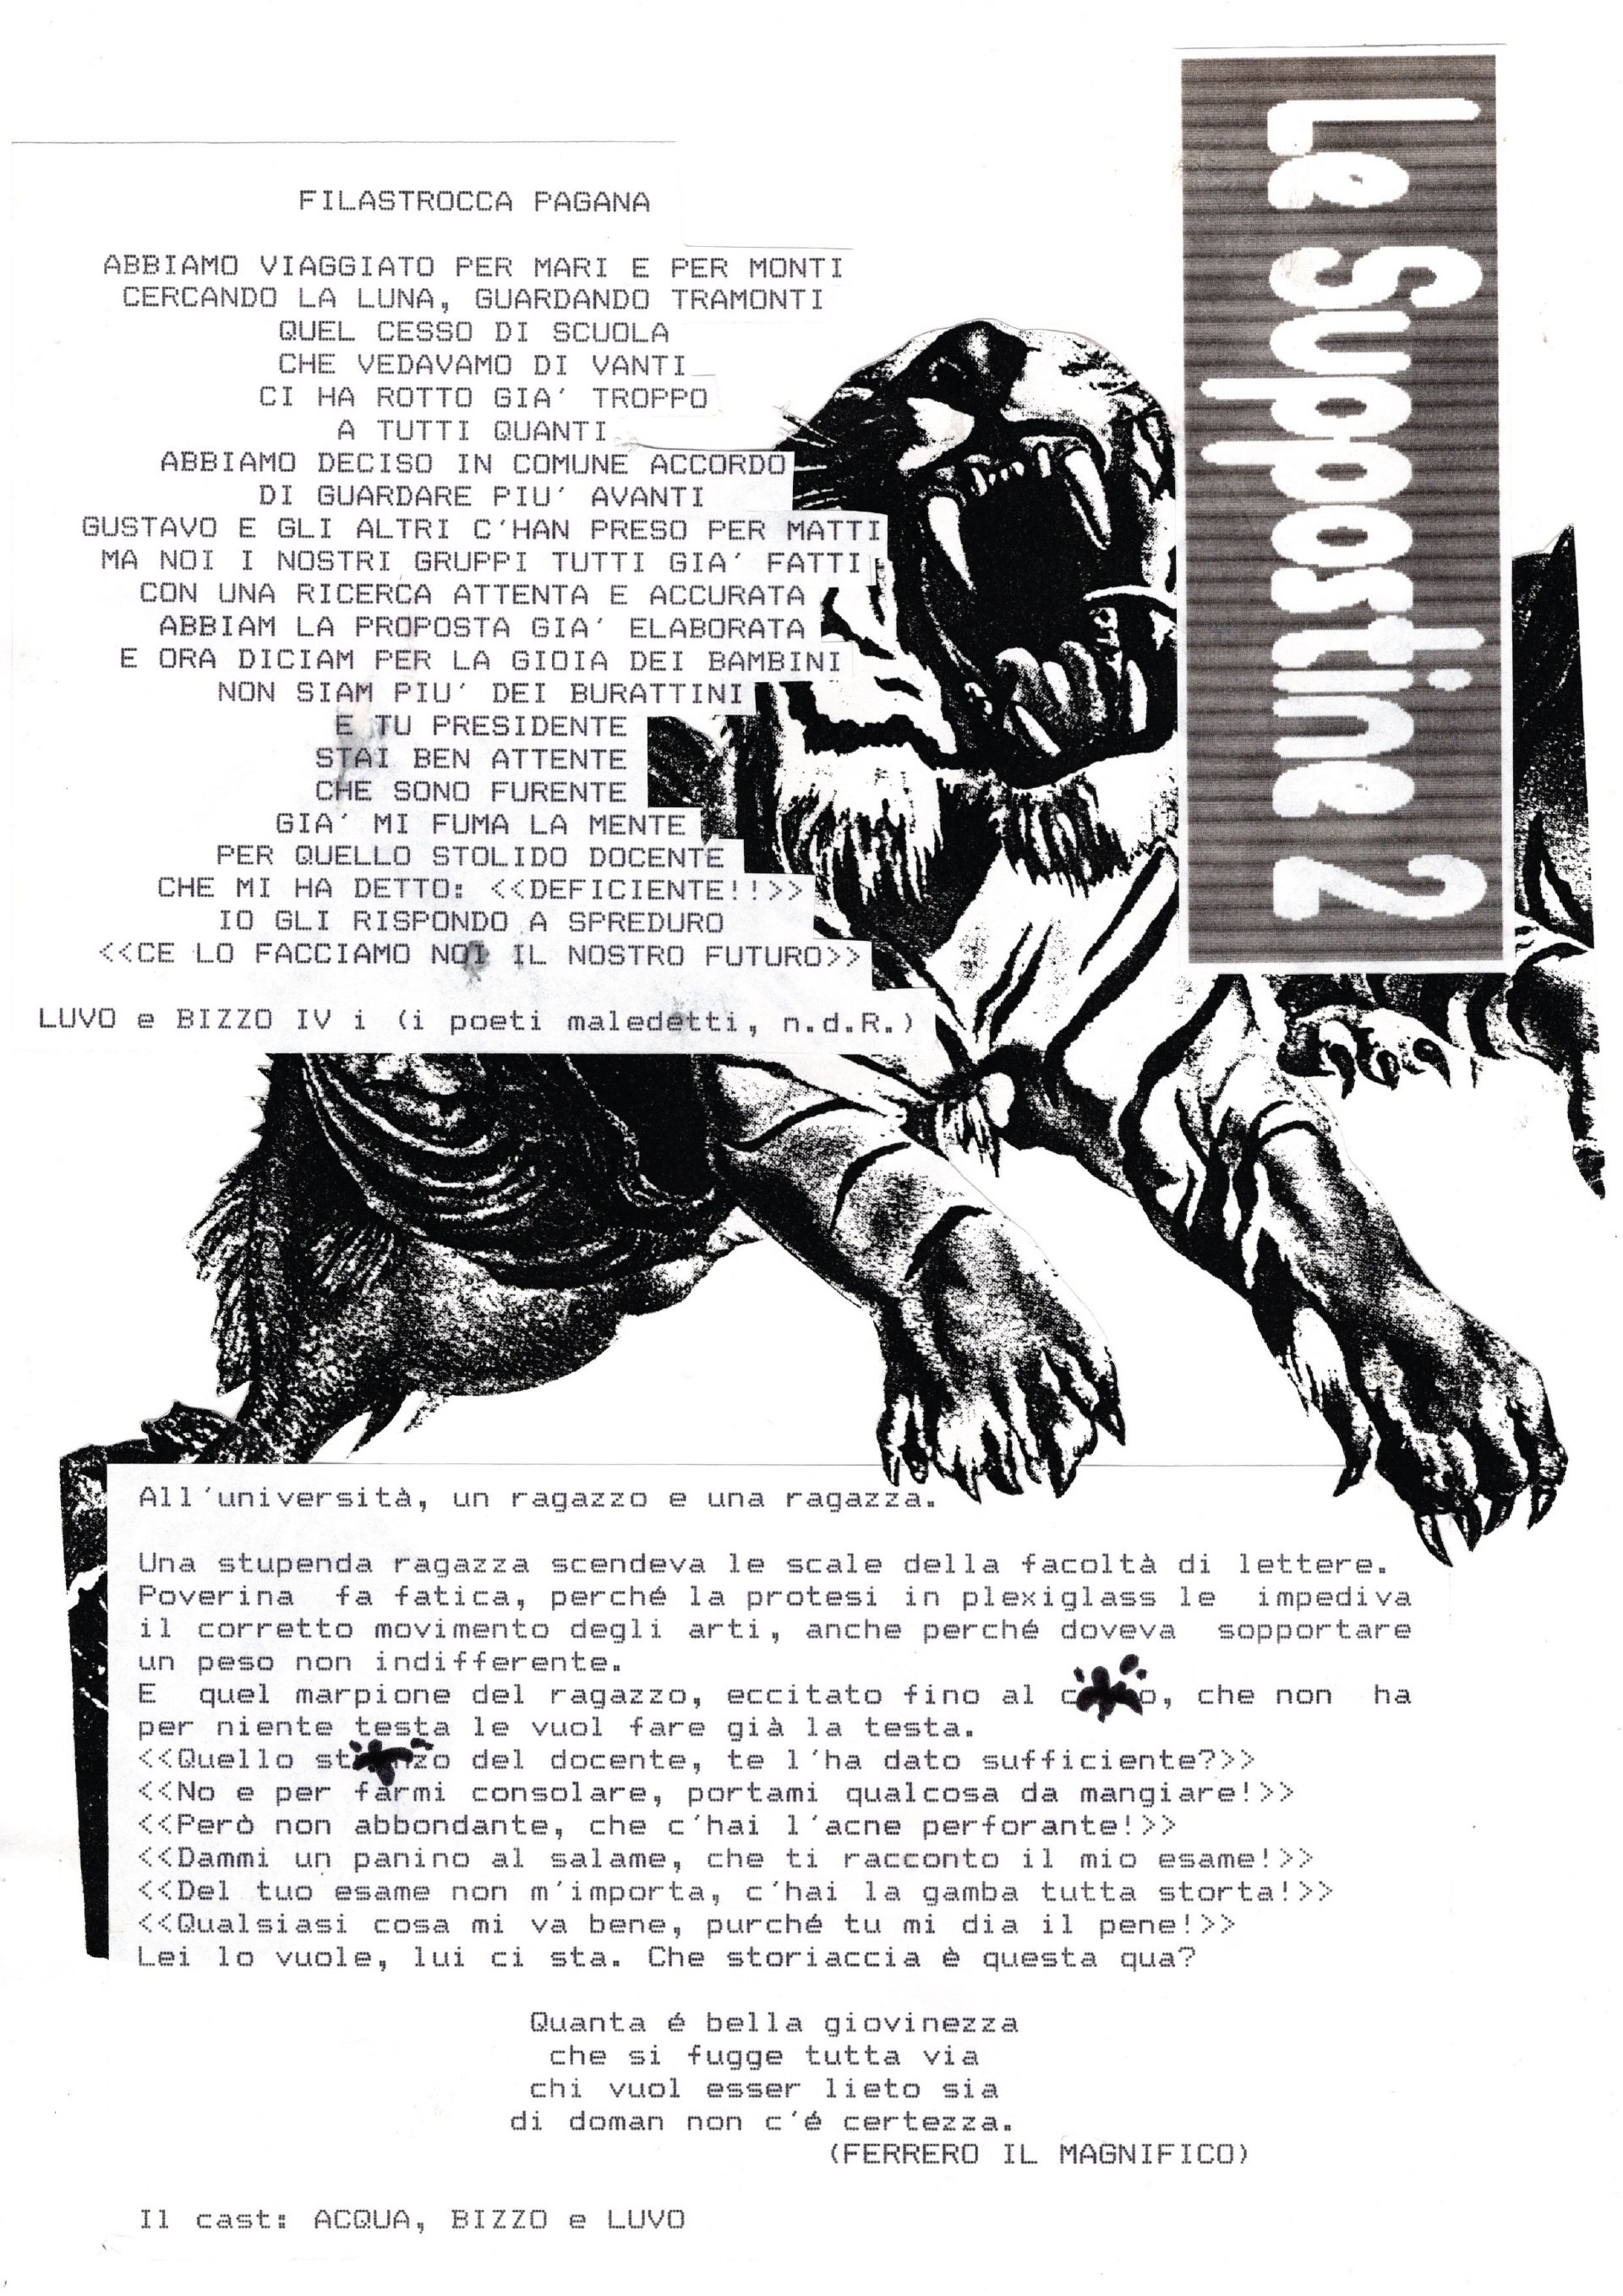 Le Suppostine 2
FILASTROCCA PAGANA
ABBIAMO VIAGGIATO PER MARI E PER MONTI
CERCANDO LA LUNA, GUARDANDO TRAMONTI
QUEL CESSO DI SCUOLA
CHE VEDAVAMO DI VANTI
CI HA ROTTO GIA' TROPPO
A TUTTI QUANTI
ABBIAMO DECISO IN COMUNE ACCORDO
DI GUARDARE PIU' AVANTI
GUSTAVO E GLI ALTRI C'HAN PRESO PER MATTI
MA NOI I NOSTRI GRUPPI TUTTI GIA' FATTI
CON UNA RICERCA ATTENTA E ACCURATA
ABBIAM LA PROPOSTA GIA' ELABORATA
E ORA DICIAM PER LA GIOIA DEI BAMBINI
NON SIAM PIU' DEI BURATTINI
E TU PRESIDENTE
STAI BEN ATTENTE
CHE SONO FURENTE
GIA' MI FUMA LA MENTE
PER QUELLO STOLIDO DOCENTE
CHE MI HA DETTO: <<DEFICIENTE!!>>
IO GLI RISPONDO A SPREDURO
<<CE LO FACCIAMO NOI IL NOSTRO FUTURO>>
LUVO e BIZZO IV i (i poeti maledetti, n.d.R.)
All'università, un ragazzo e una ragazza.
Una stupenda ragazza scendeva le scale della facoltà di lettere.
Poverina fa fatica, perché la protesi in plexiglass le impediva
il corretto movimento degli arti, anche perché doveva sopportare
un peso non indifferente.
E quel marpione del ragazzo, eccitato fino al c o, che non ha
per niente testa le vuol fare già la testa.
<<Quello st nzo del docente, te l'ha dato sufficiente?>>
<<No e per farmi consolare, portami qualcosa da mangiare!>>
<<Però non abbondante, che c'hai l'acne perforante!>>
<<Dammi un panino al salame, che ti racconto il mio esame!>>
<<Del tuo esame non m'importa, c'hai la gamba tutta storta!>>
<<Qualsiasi cosa mi va bene, purché tu mi dia il pene!>>
Lei lo vuole, lui ci sta. Che storiaccia è questa qua?
Quanta é bella giovinezza
che si fugge tutta via
chi vuol esser lieto sia
di doman non c'é certezza.
(FERRERO IL MAGNIFICO)
Il cast: ACQUA, BIZZO e LUVO